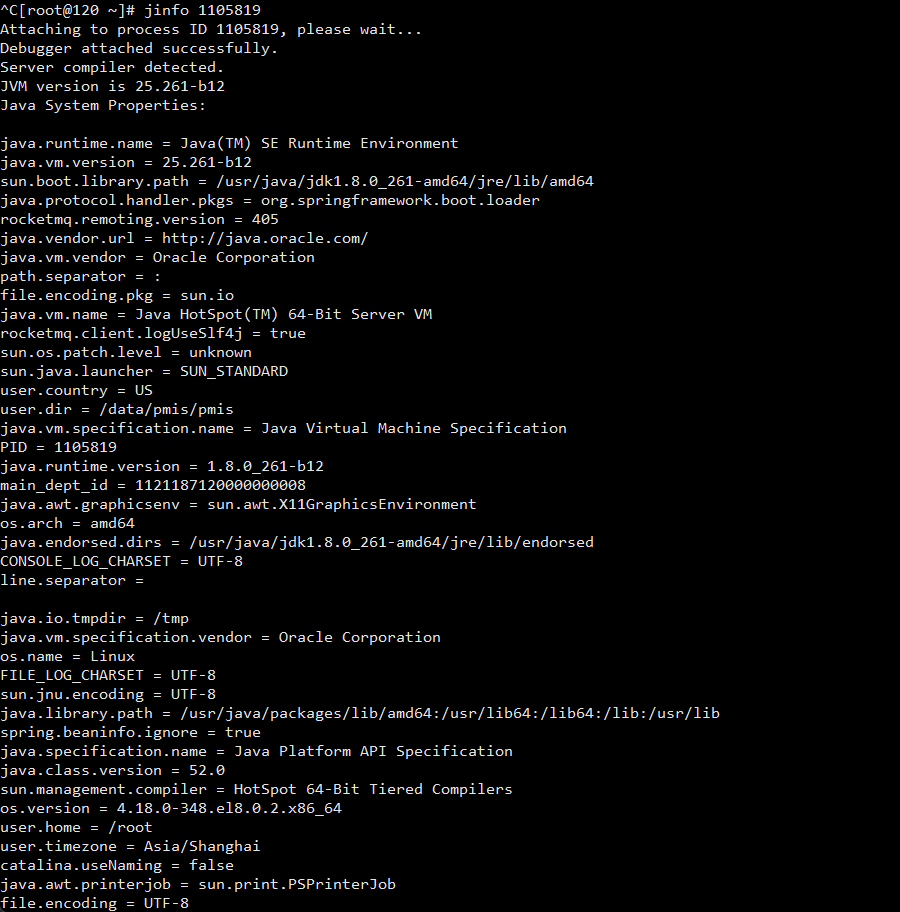 ^C[root@120 ~]# jinfo 1105819
Attaching to process ID 1105819, please wait...
Debugger attached successfully.
Server compiler detected.
JVM version is 25.261-b12
Java System Properties:

java.runtime.name = Java(TM) SE Runtime Environment
java.vm.version = 25.261-b12
sun.boot.library.path = /usr/java/jdk1.8.0_261-amd64/jre/lib/amd64
java.protocol.handler.pkgs = org.springframework.boot.loader
rocketmq.remoting.version = 405
java.vendor.url = http://java.oracle.com/
java.vm.vendor = Oracle Corporation
path.separator = :
file.encoding.pkg = sun.io
java.vm.name = Java HotSpot(TM) 64-Bit Server VM
rocketmq.client.logUseSlf4j = true
sun.os.patch.level = unknown
sun.java.launcher = SUN_STANDARD
user.country = US
user.dir = /data/pmis/pmis
java.vm.specification.name = Java Virtual Machine Specification
PID = 1105819
java.runtime.version = 1.8.0_261-b12
main_dept_id = 1121187120000000008
java.awt.graphicsenv = sun.awt.X11GraphicsEnvironment
os.arch = amd64
java.endorsed.dirs = /usr/java/jdk1.8.0_261-amd64/jre/lib/endorsed
CONSOLE_LOG_CHARSET = UTF-8
line.separator =

java.io.tmpdir = /tmp
java.vm.specification.vendor = Oracle Corporation
os.name = Linux
FILE_LOG_CHARSET = UTF-8
sun.jnu.encoding = UTF-8
java.library.path = /usr/java/packages/lib/amd64:/usr/lib64:/lib64:/lib:/usr/lib
spring.beaninfo.ignore = true
java.specification.name = Java Platform API Specification
java.class.version = 52.0
sun.management.compiler = HotSpot 64-Bit Tiered Compilers
os.version = 4.18.0-348.el8.0.2.x86_64
user.home = /root
user.timezone = Asia/Shanghai
catalina.useNaming = false
java.awt.printerjob = sun.print.PSPrinterJob
file.encoding = UTF-8